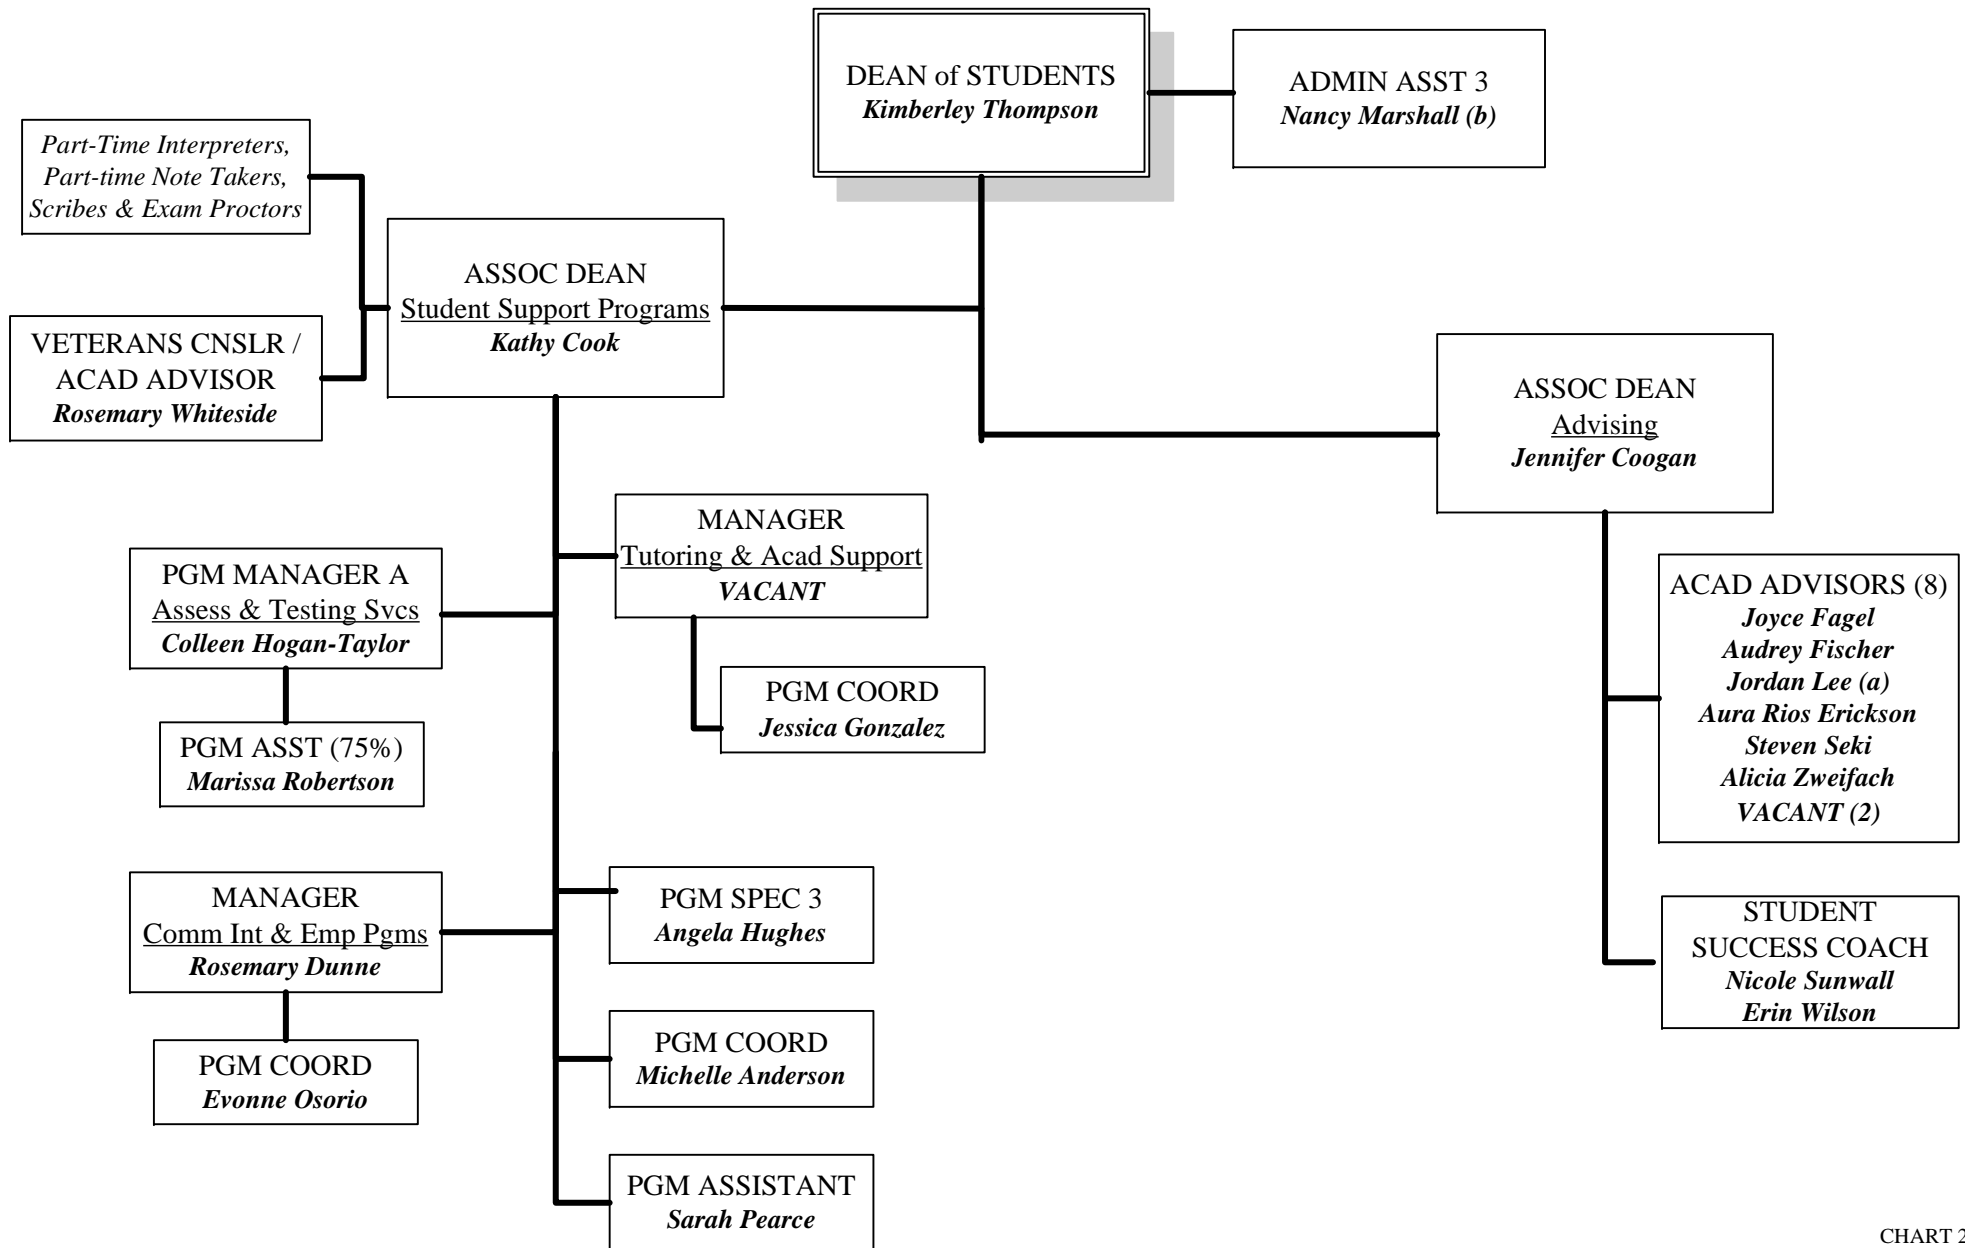 DEAN of STUDENTS
Kimberley Thompson
ADMIN ASST 3
Nancy Marshall (b)
Part-Time Interpreters,
Part-time Note Takers,
Scribes & Exam Proctors
ASSOC DEAN
Student Support Programs
Kathy Cook
VETERANS CNSLR /
ACAD ADVISOR
Rosemary Whiteside
ASSOC DEAN
Advising
Jennifer Coogan
MANAGER
Tutoring & Acad Support
VACANT
PGM MANAGER A
Assess & Testing Svcs
Colleen Hogan-Taylor
PGM COORD
Jessica Gonzalez
PGM ASST (75%)
Marissa Robertson
ACAD ADVISORS (8)
Joyce Fagel
Audrey Fischer
Jordan Lee (a)
Aura Rios Erickson
Steven Seki
Alicia Zweifach
VACANT (2)
MANAGER
Comm Int & Emp Pgms
Rosemary Dunne
PGM SPEC 3
Angela Hughes
STUDENT
SUCCESS COACH
Nicole Sunwall
Erin Wilson
PGM COORD
Evonne Osorio
PGM COORD
Michelle Anderson
PGM ASSISTANT
Sarah Pearce
CHART 2